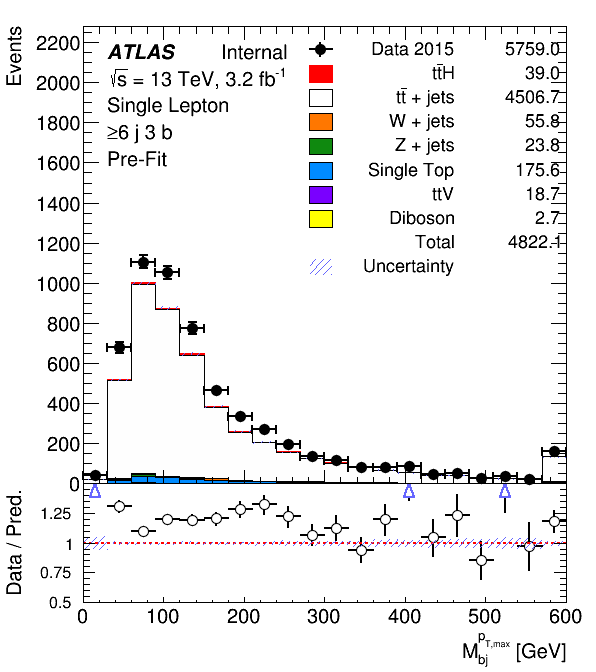 Events
2200
2000
1800
1600
1400
1200
1000
800
600
400
200
0
ATLAS Internal
√s = 13 TeV, 3.2 fb⁻¹
Single Lepton
≥6 j 3 b
Pre-Fit
Data 2015 5759.0
tt̄H 39.0
tt̄ + jets 4506.7
W + jets 55.8
Z + jets 23.8
Single Top 175.6
ttV 18.7
Diboson 2.7
Total 4822.1
Uncertainty
Data / Pred.
1.25
1
0.75
0.5
0 100 200 300 400 500 600
M_bj^{p_T,max} [GeV]